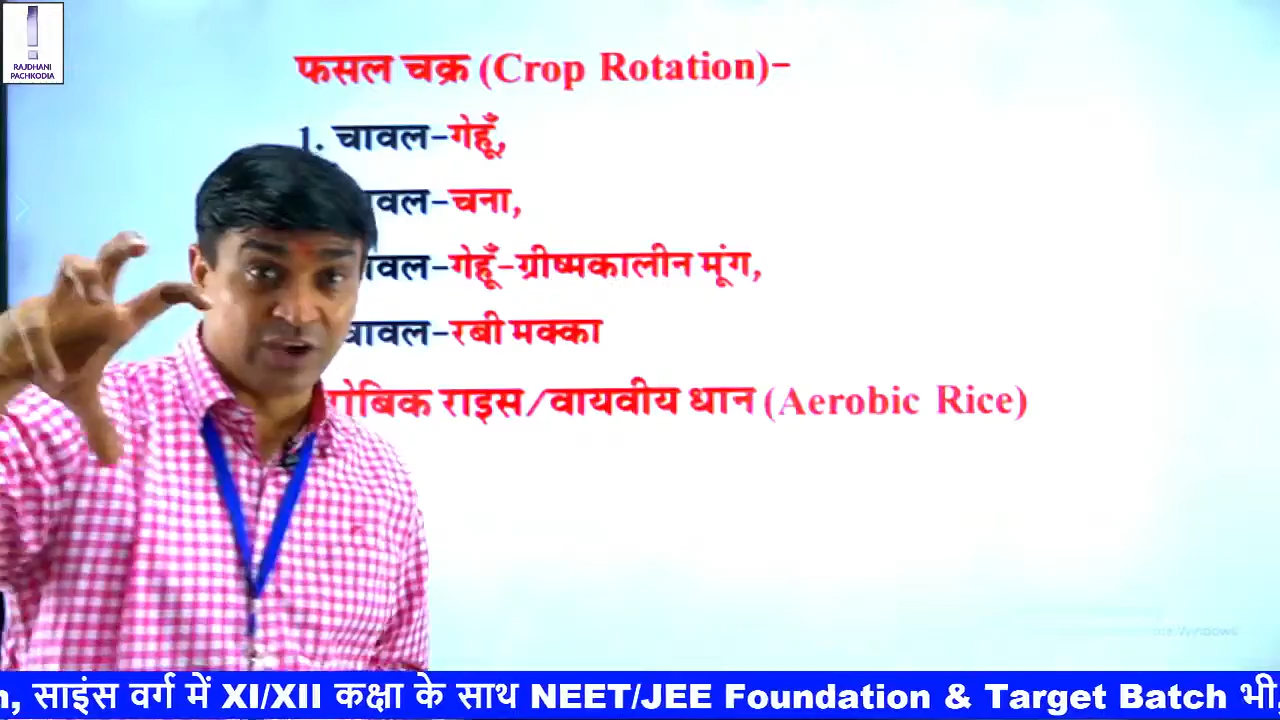 RAJDHANI
PACHKODIA
फसल चक्र (Crop Rotation)-
1. चावल-गेहूँ,
वल-चना,
वल-गेहूँ-ग्रीष्मकालीन मूंग,
चावल-रबी मक्का
रोबिक राइस/वायवीय धान (Aerobic Rice)
Windows
साइंस वर्ग में XI/XII कक्षा के साथ NEET/JEE Foundation & Target Batch भी,